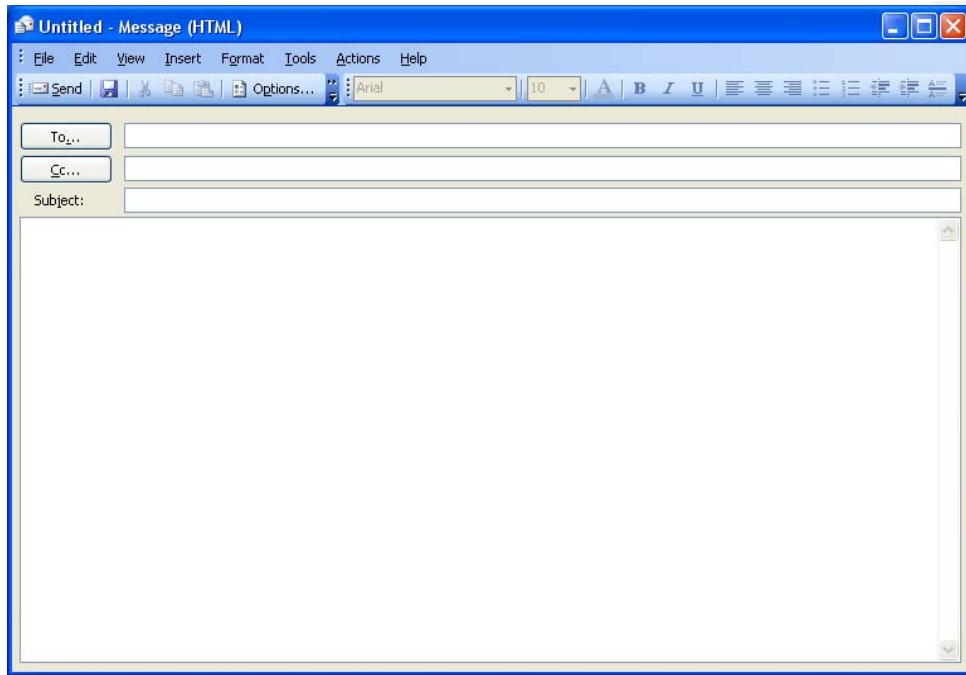 Untitled - Message (HTML)
File Edit View Insert Format Tools Actions Help
Send Options... Arial 10 A B I U
To...
Cc...
Subject: